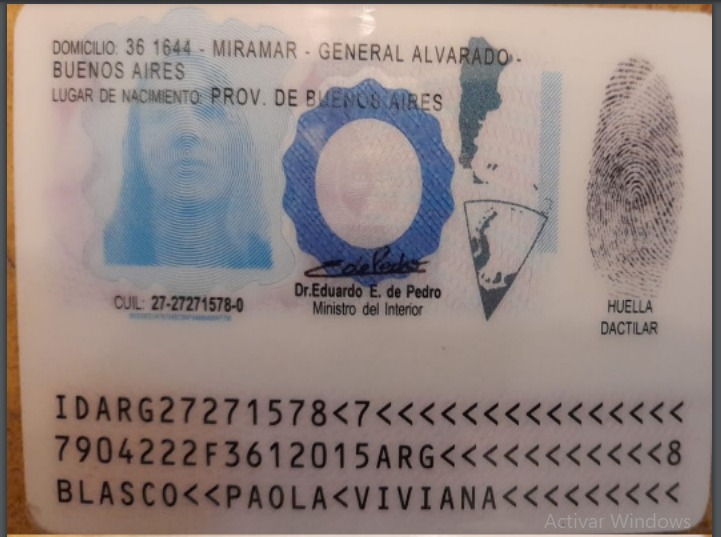 DOMICILIO: 36 1644 - MIRAMAR - GENERAL ALVARADO -
BUENOS AIRES
LUGAR DE NACIMIENTO: PROV. DE BUENOS AIRES
CUIL: 27-27271578-0
Dr.Eduardo E. de Pedro
Ministro del Interior
HUELLA
DACTILAR
IDARG27271578<7<<<<<<<<<<<<<<<
7904222F3612015ARG<<<<<<<<<<<8
BLASCO<<PAOLA<VIVIANA<<<<<<<<<
Activar Windows